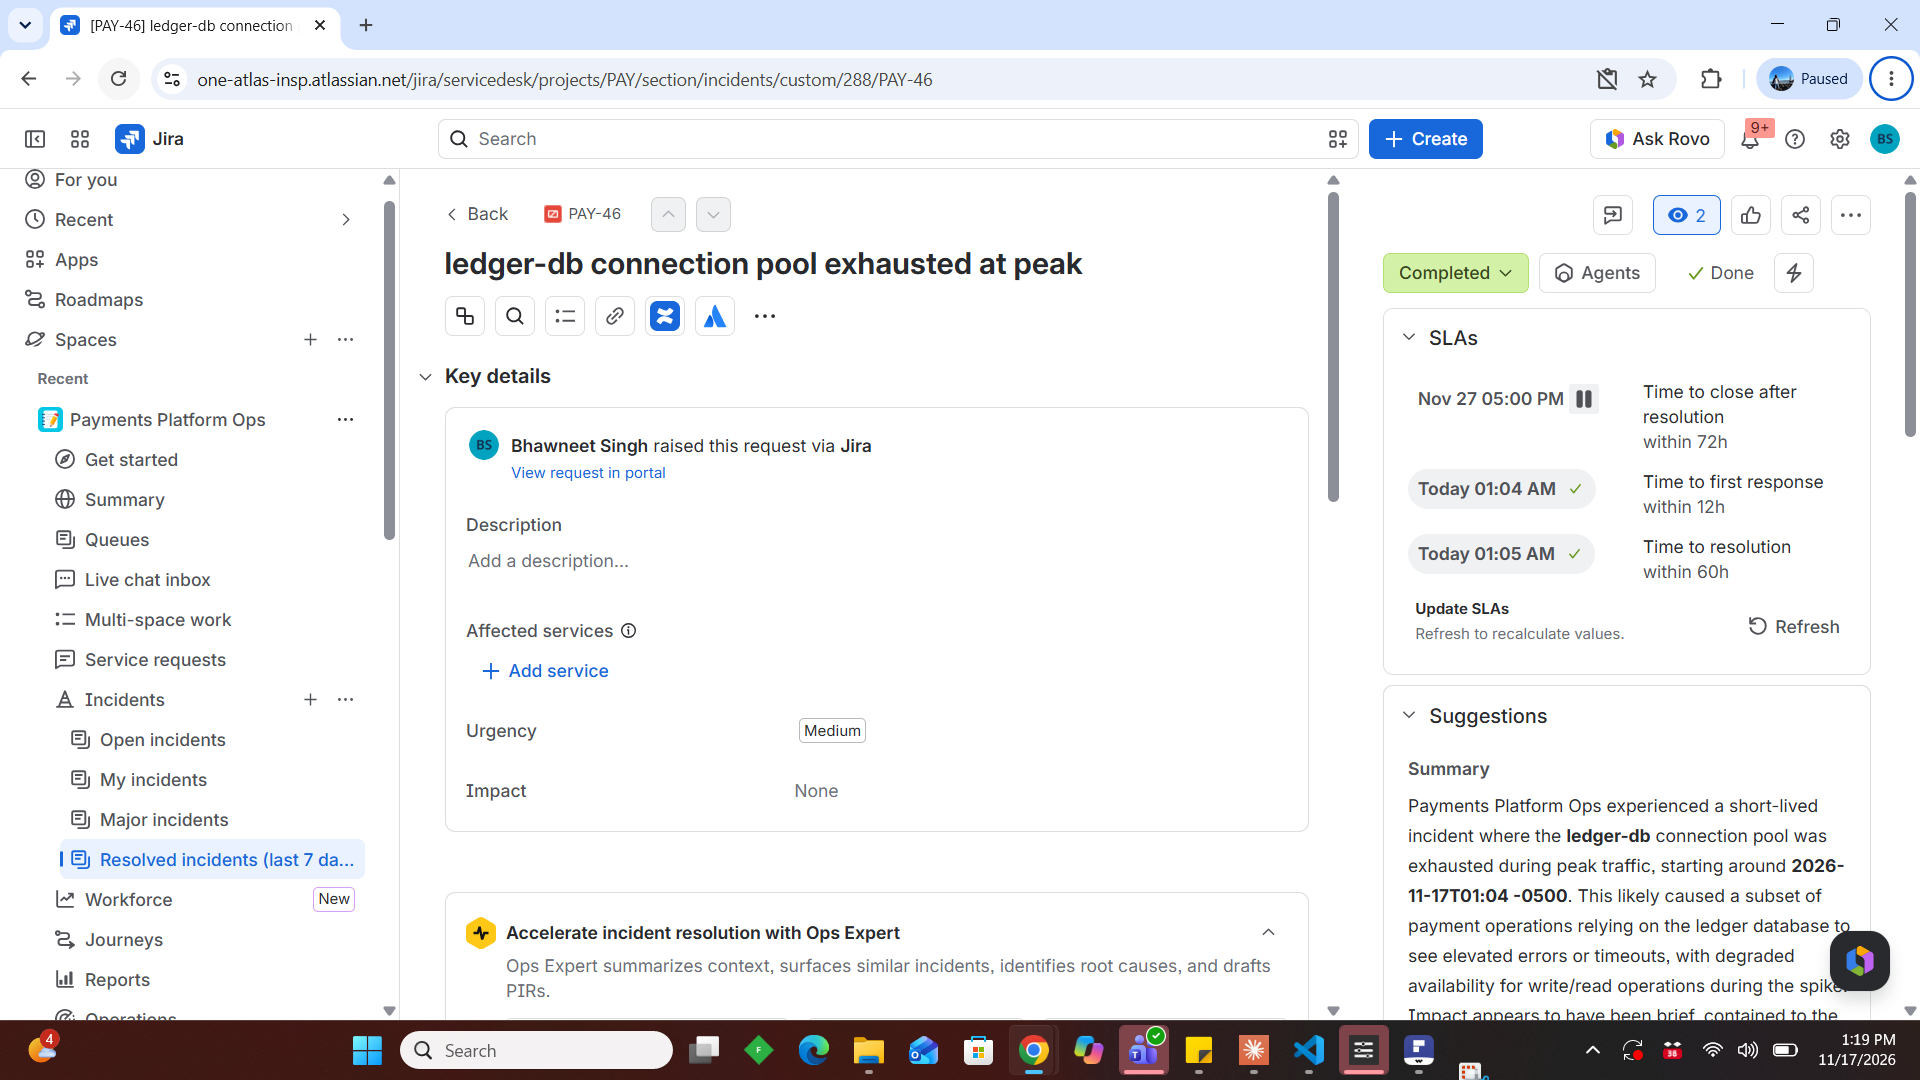 [PAY-46] ledger-db connection
one-atlas-insp.atlassian.net/jira/servicedesk/projects/PAY/section/incidents/custom/288/PAY-46
Paused
Jira
Search
Create
Ask Rovo
9+
BS
For you
Recent
Apps
Roadmaps
Spaces
Recent
Payments Platform Ops
Get started
Summary
Queues
Live chat inbox
Multi-space work
Service requests
Incidents
Open incidents
My incidents
Major incidents
Resolved incidents (last 7 da...
Workforce
New
Journeys
Reports
Operations
Back
PAY-46
ledger-db connection pool exhausted at peak
Key details
BS
Bhawneet Singh raised this request via Jira
View request in portal
Description
Add a description...
Affected services
Add service
Urgency
Medium
Impact
None
Accelerate incident resolution with Ops Expert
Ops Expert summarizes context, surfaces similar incidents, identifies root causes, and drafts
PIRs.
2
Completed
Agents
Done
SLAs
Nov 27 05:00 PM
Time to close after
resolution
within 72h
Today 01:04 AM
Time to first response
within 12h
Today 01:05 AM
Time to resolution
within 60h
Update SLAs
Refresh to recalculate values.
Refresh
Suggestions
Summary
Payments Platform Ops experienced a short-lived
incident where the ledger-db connection pool was
exhausted during peak traffic, starting around 2026-
11-17T01:04 -0500. This likely caused a subset of
payment operations relying on the ledger database to
see elevated errors or timeouts, with degraded
availability for write/read operations during the spike.
Impact appears to have been brief, contained to the
4
Search
38
1:19 PM
11/17/2026